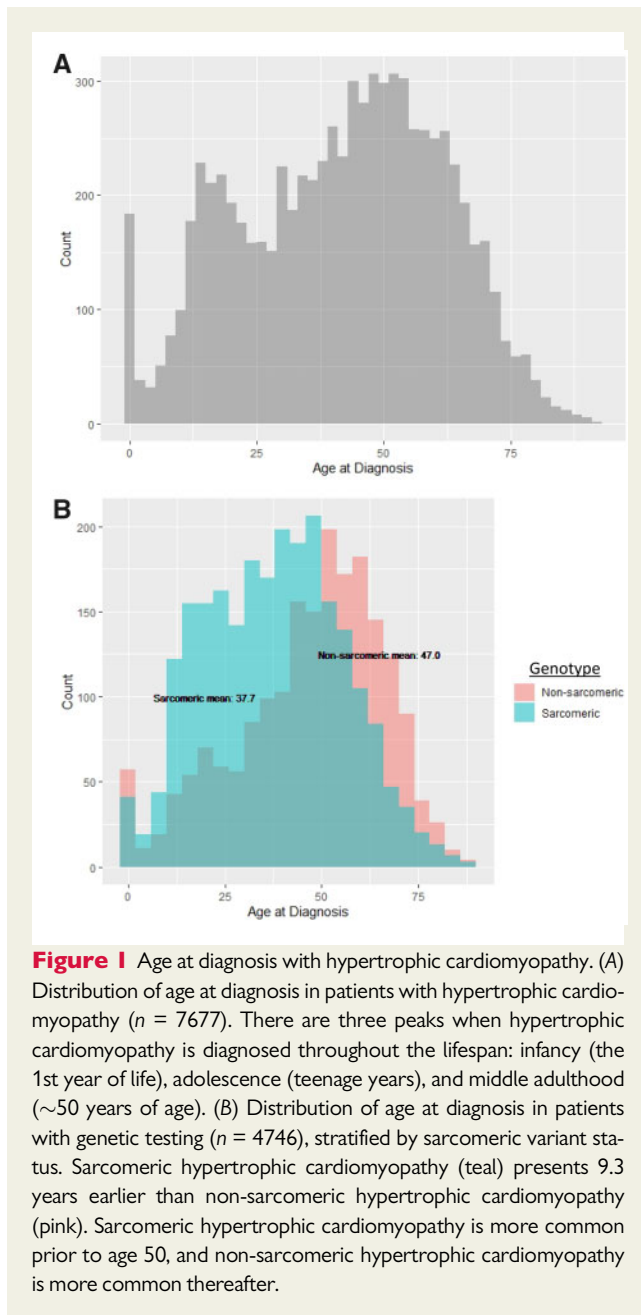 A
300
200
100
0
Count
0 25 50 75
Age at Diagnosis
B
200
150
100
50
0
Count
Non-sarcomeric mean: 47.0
Sarcomeric mean: 37.7
0 25 50 75
Age at Diagnosis
Genotype
Non-sarcomeric
Sarcomeric
Figure 1 Age at diagnosis with hypertrophic cardiomyopathy. (A)
Distribution of age at diagnosis in patients with hypertrophic cardio-
myopathy (n = 7677). There are three peaks when hypertrophic
cardiomyopathy is diagnosed throughout the lifespan: infancy (the
1st year of life), adolescence (teenage years), and middle adulthood
(~50 years of age). (B) Distribution of age at diagnosis in patients
with genetic testing (n = 4746), stratified by sarcomeric variant sta-
tus. Sarcomeric hypertrophic cardiomyopathy (teal) presents 9.3
years earlier than non-sarcomeric hypertrophic cardiomyopathy
(pink). Sarcomeric hypertrophic cardiomyopathy is more common
prior to age 50, and non-sarcomeric hypertrophic cardiomyopathy
is more common thereafter.